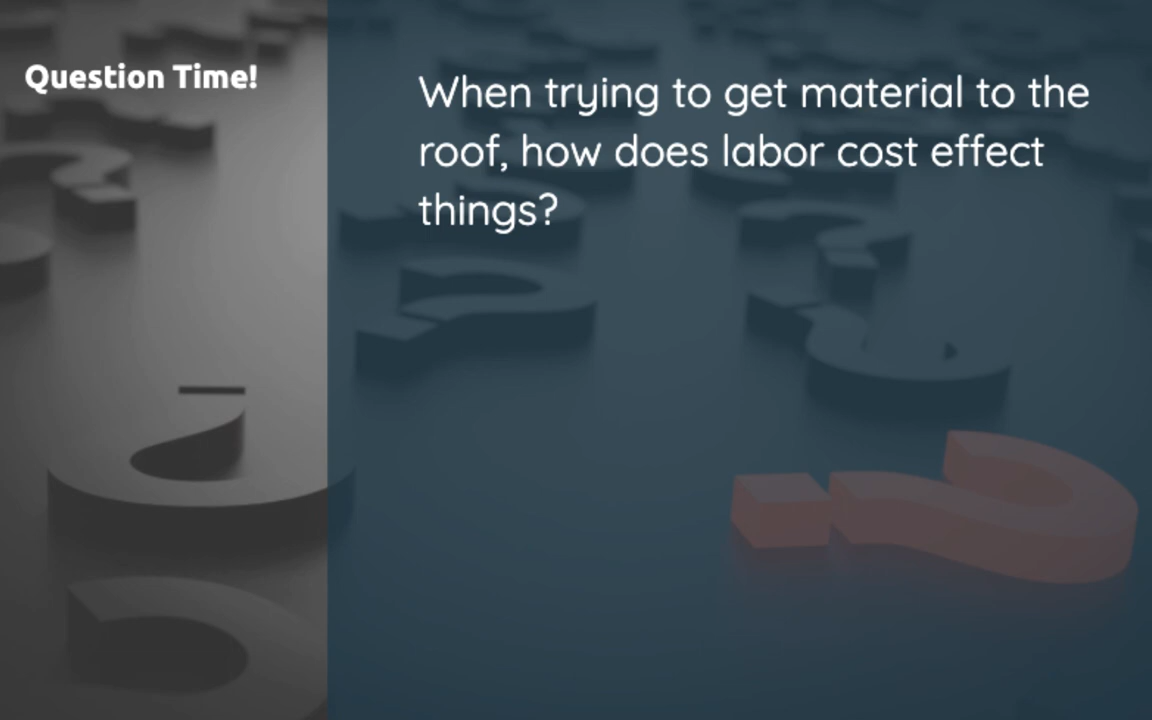 Question Time!
When trying to get material to the
roof, how does labor cost effect
things?